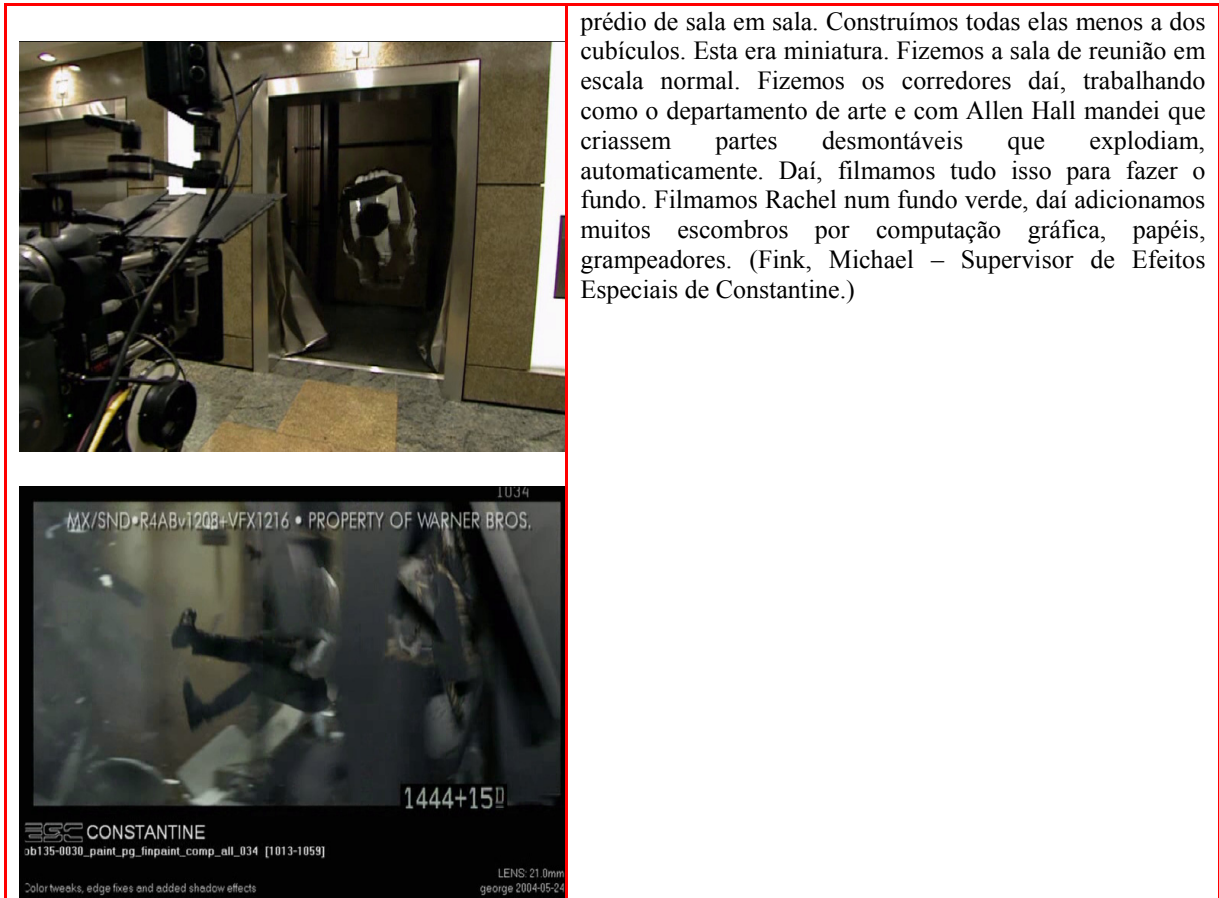 prédio de sala em sala. Construímos todas elas menos a dos
cubículos. Esta era miniatura. Fizemos a sala de reunião em
escala normal. Fizemos os corredores daí, trabalhando
como o departamento de arte e com Allen Hall mandei que
criassem partes desmontáveis que explodiam,
automaticamente. Daí, filmamos tudo isso para fazer o
fundo. Filmamos Rachel num fundo verde, daí adicionamos
muitos escombros por computação gráfica, papéis,
grampeadores. (Fink, Michael – Supervisor de Efeitos
Especiais de Constantine.)
1034
MX/SND•R4ABv1208+VFX1216 • PROPERTY OF WARNER BROS.
1444+15
ESC CONSTANTINE
ob135-0030_paint_pg_finpaint_comp_all_034 [1013-1059]
LENS: 21.0mm
Color tweaks, edge fixes and added shadow effects
george 2004-05-24